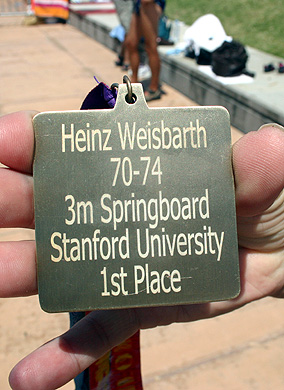 Heinz Weisbarth
70-74
3m Springboard
Stanford University
1st Place